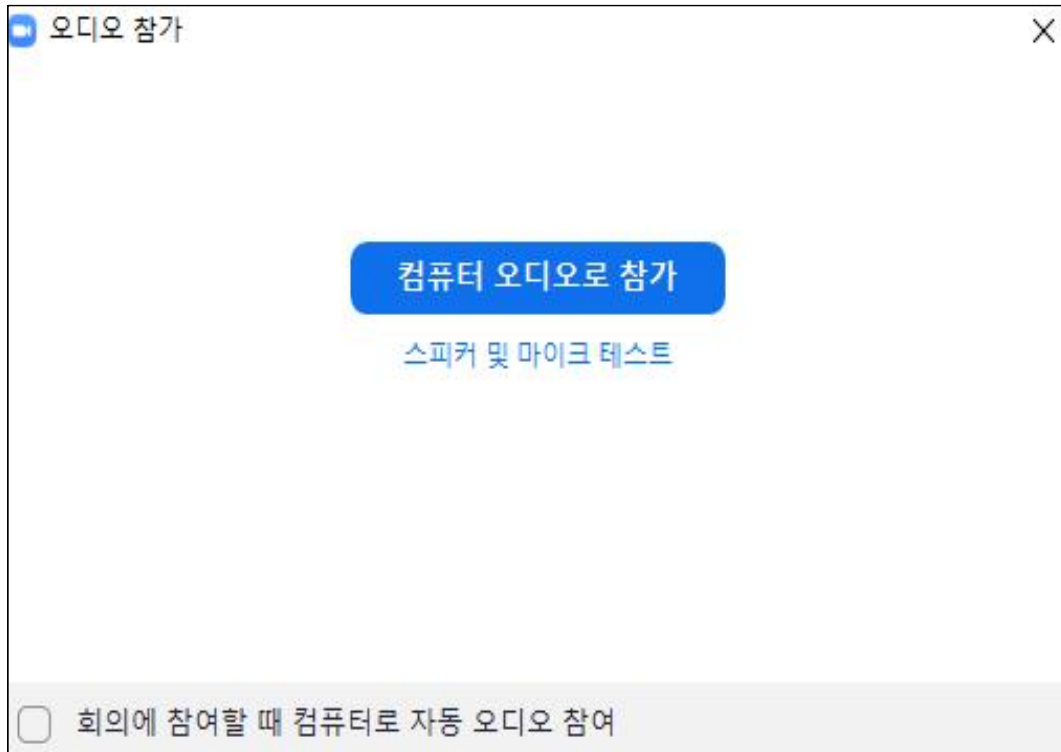 오디오 참가
컴퓨터 오디오로 참가
스피커 및 마이크 테스트
회의에 참여할 때 컴퓨터로 자동 오디오 참여